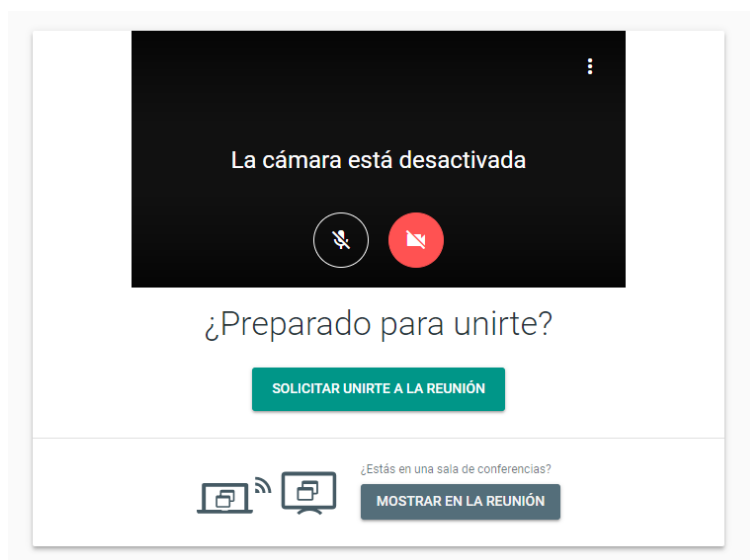 La cámara está desactivada
¿Preparado para unirte?
SOLICITAR UNIRTE A LA REUNIÓN
¿Estás en una sala de conferencias?
MOSTRAR EN LA REUNIÓN